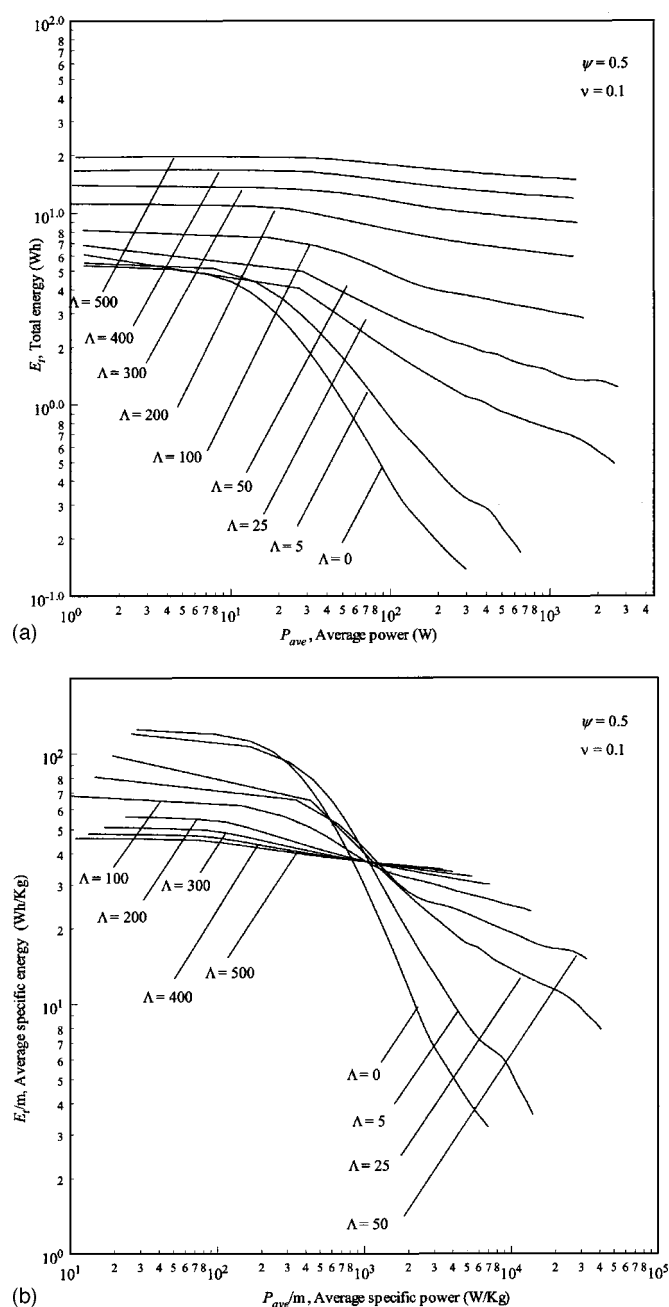 10^2.0
8
7
6
5
4
3
2
10^1.0
8
7
6
5
4
3
2
10^0.0
8
7
6
5
4
3
2
10^-1.0
E_t, Total energy (Wh)
ψ = 0.5
ν = 0.1
Λ = 500
Λ = 400
Λ = 300
Λ = 200
Λ = 100
Λ = 50
Λ = 25
Λ = 5
Λ = 0
10^0 2 3 4 5 6 7 8 10^1 2 3 4 5 6 7 8 10^2 2 3 4 5 6 7 8 10^3 2 3 4
P_ave, Average power (W)
(a)
ψ = 0.5
ν = 0.1
10^2
8
7
6
5
4
3
2
10^1
8
7
6
5
4
3
2
10^0
E_t/m, Average specific energy (Wh/Kg)
Λ = 100
Λ = 300
Λ = 200
Λ = 500
Λ = 400
Λ = 0
Λ = 5
Λ = 25
Λ = 50
10^1 2 3 4 5 6 7 8 10^2 2 3 4 5 6 7 8 10^3 2 3 4 5 6 7 8 10^4 2 3 4 5 6 7 8 10^5
P_ave/m, Average specific power (W/Kg)
(b)